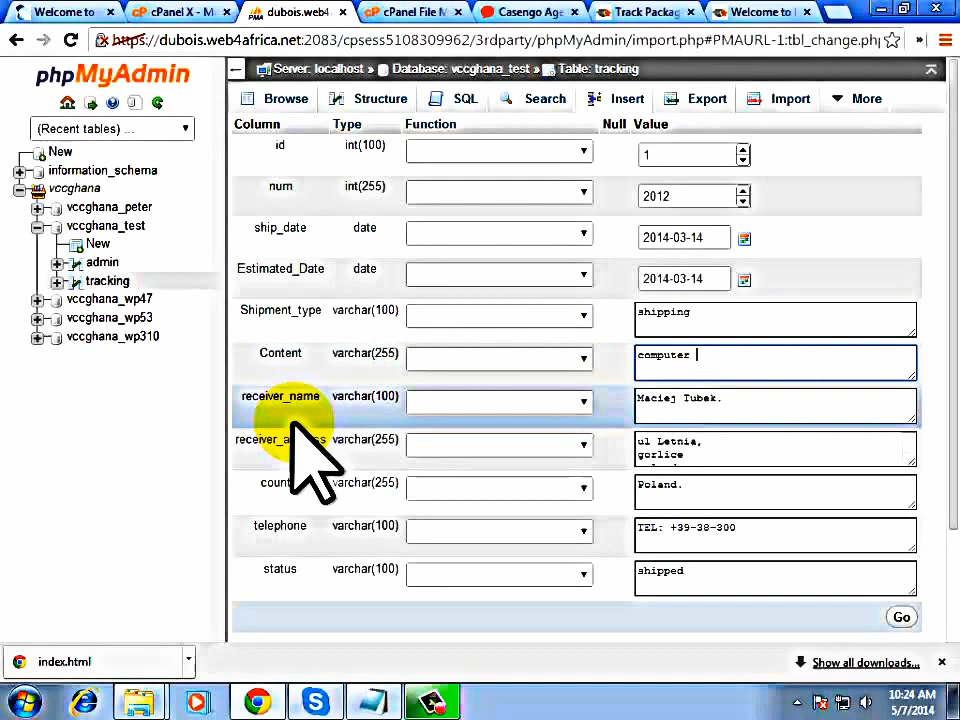 Welcome to
cPanel X - M
dubois.web4
cPanel File M
Casengo Age
Track Packag
Welcome to I
https://dubois.web4africa.net:2083/cpsess5108309962/3rdparty/phpMyAdmin/import.php#PMAURL-1:tbl_change.ph
phpMyAdmin
(Recent tables) ...
New
information_schema
vccghana
vccghana_peter
vccghana_test
New
admin
tracking
vccghana_wp47
vccghana_wp53
vccghana_wp310
Server: localhost » Database: vccghana_test » Table: tracking
Browse Structure SQL Search Insert Export Import More
Column Type Function Null Value
id int(100) 1
num int(255) 2012
ship_date date 2014-03-14
Estimated_Date date 2014-03-14
Shipment_type varchar(100) shipping
Content varchar(255) computer
receiver_name varchar(100) Maciej Tubek.
varchar(255) ul Letnia,
gorlice
varchar(255) Poland.
telephone varchar(100) TEL: +39-38-300
status varchar(100) shipped
Go
index.html
Show all downloads...
10:24 AM
5/7/2014